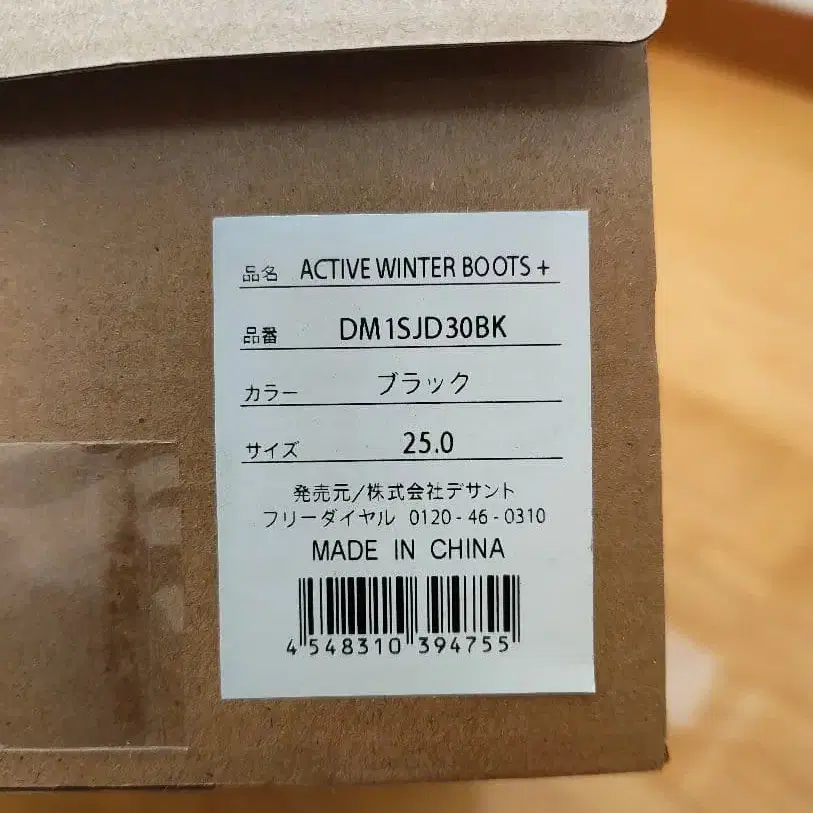 品名 ACTIVE WINTER BOOTS +
品番 DM1SJD30BK
カラー ブラック
サイズ 25.0
発売元/株式会社デサント
フリーダイヤル 0120-46-0310
MADE IN CHINA
4 548310 394755